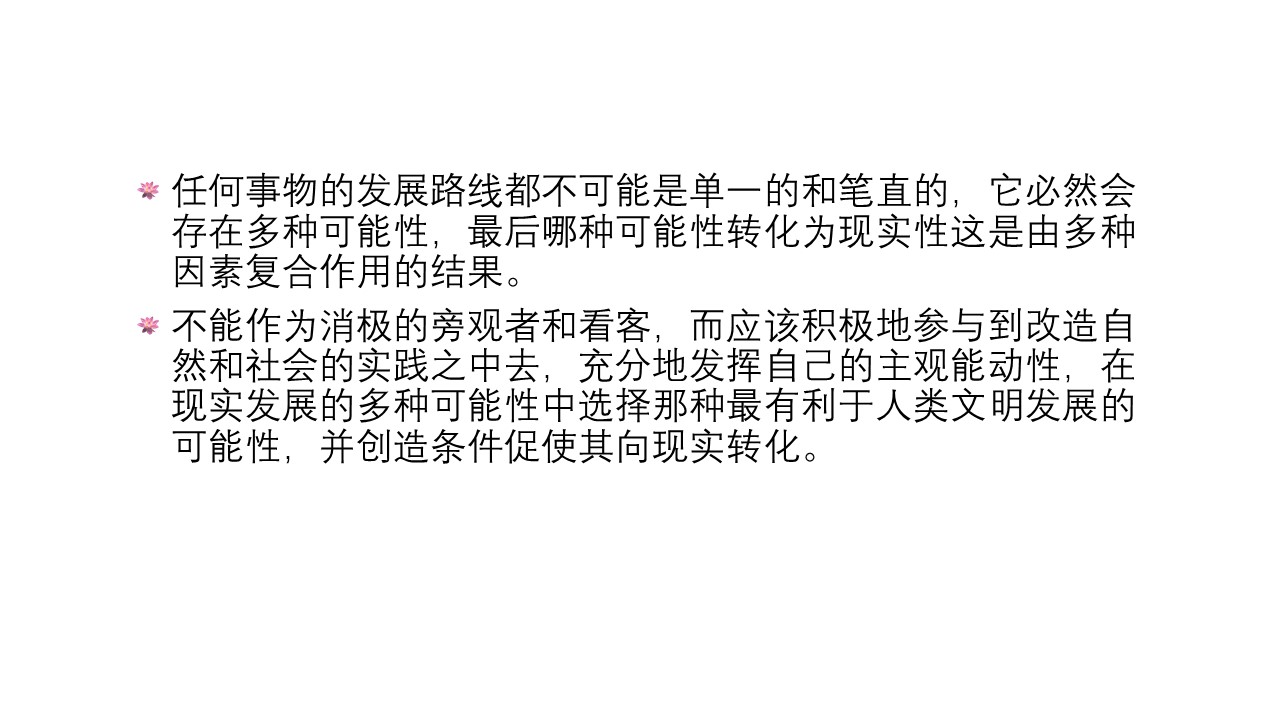 任何事物的发展路线都不可能是单一的和笔直的，它必然会
存在多种可能性，最后哪种可能性转化为现实性这是由多种
因素复合作用的结果。
不能作为消极的旁观者和看客，而应该积极地参与到改造自
然和社会的实践之中去，充分地发挥自己的主观能动性，在
现实发展的多种可能性中选择那种最有利于人类文明发展的
可能性，并创造条件促使其向现实转化。